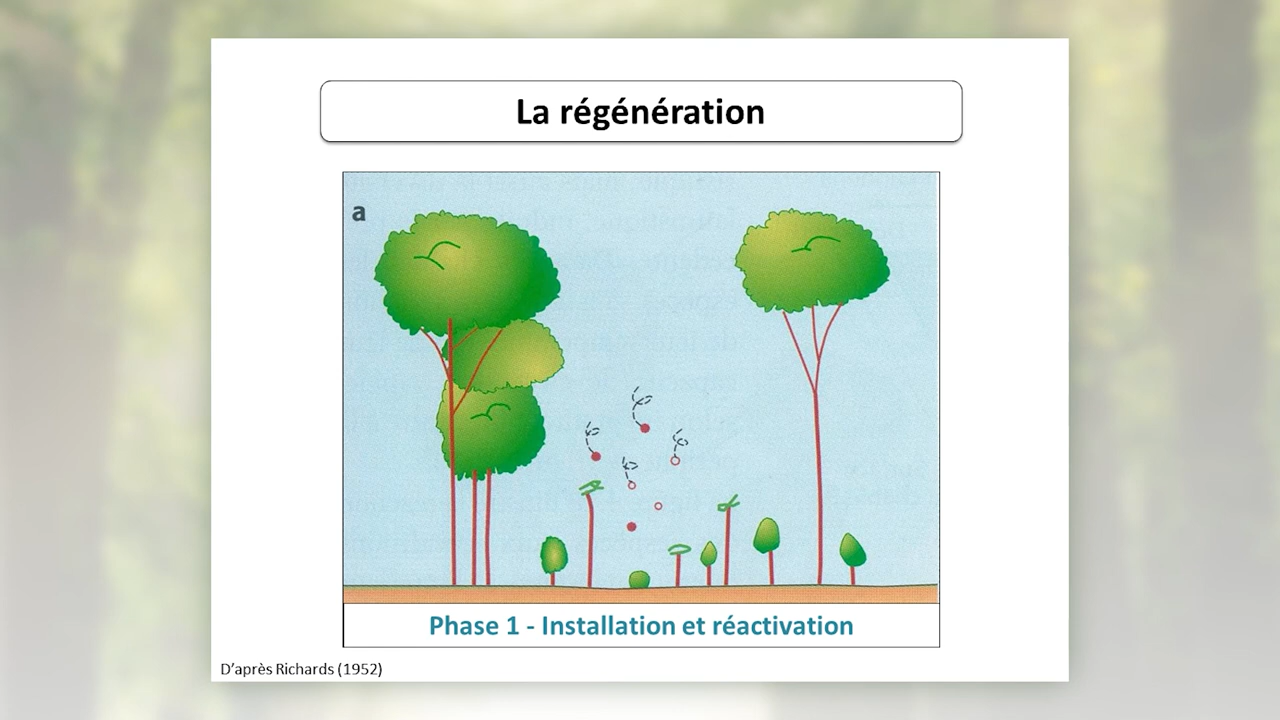 La régénération
a
Phase 1 - Installation et réactivation
D'après Richards (1952)